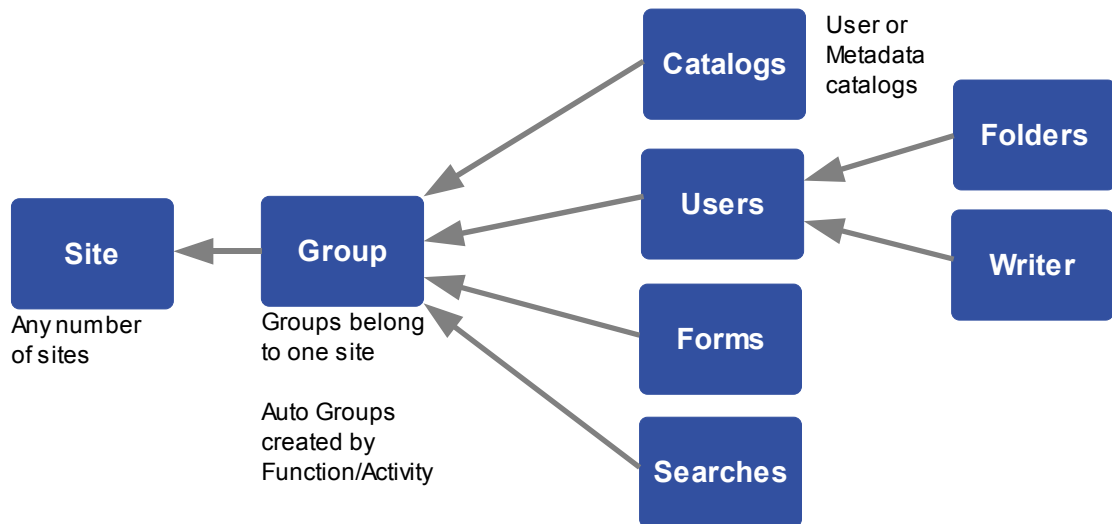 Catalogs
User or
Metadata
catalogs
Folders
Users
Writer
Site
Any number
of sites
Group
Groups belong
to one site
Auto Groups
created by
Function/Activity
Forms
Searches